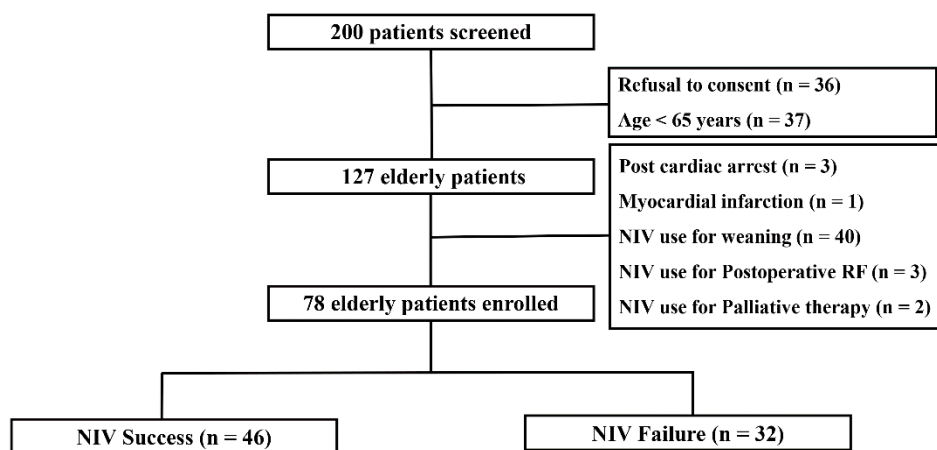 200 patients screened
Refusal to consent (n = 36)
Age < 65 years (n = 37)
127 elderly patients
Post cardiac arrest (n = 3)
Myocardial infarction (n = 1)
NIV use for weaning (n = 40)
NIV use for Postoperative RF (n = 3)
NIV use for Palliative therapy (n = 2)
78 elderly patients enrolled
NIV Success (n = 46)
NIV Failure (n = 32)